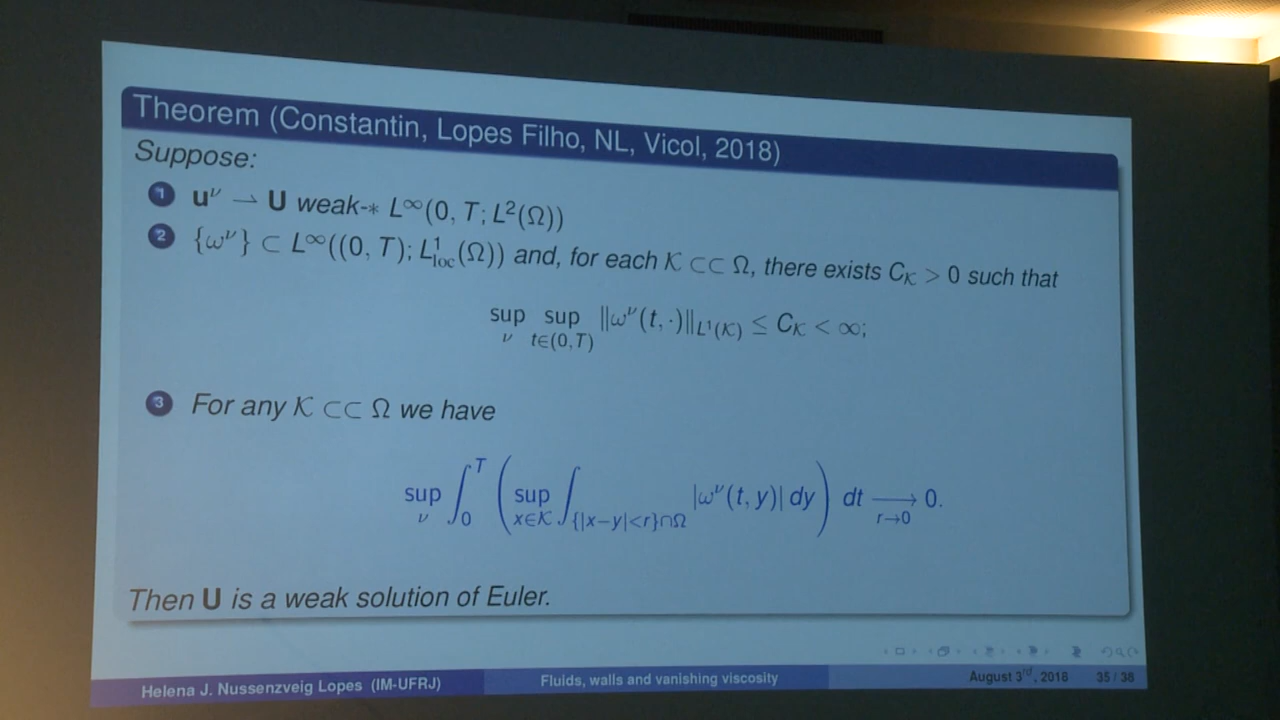 Theorem (Constantin, Lopes Filho, NL, Vicol, 2018)
Suppose:
1 u^ν ⇀ U weak-∗ L^∞(0, T; L²(Ω))
2 {ω^ν} ⊂ L^∞((0, T); L¹_loc(Ω)) and, for each K ⊂⊂ Ω, there exists C_K > 0 such that
sup_ν sup_{t∈(0,T)} ‖ω^ν(t, ·)‖_{L¹(K)} ≤ C_K < ∞;
3 For any K ⊂⊂ Ω we have
sup_ν ∫_0^T ( sup_{x∈K} ∫_{{|x−y|<r}∩Ω} |ω^ν(t, y)| dy ) dt ⟶_{r→0} 0.
Then U is a weak solution of Euler.
Helena J. Nussenzveig Lopes (IM-UFRJ) Fluids, walls and vanishing viscosity August 3rd, 2018 35 / 38